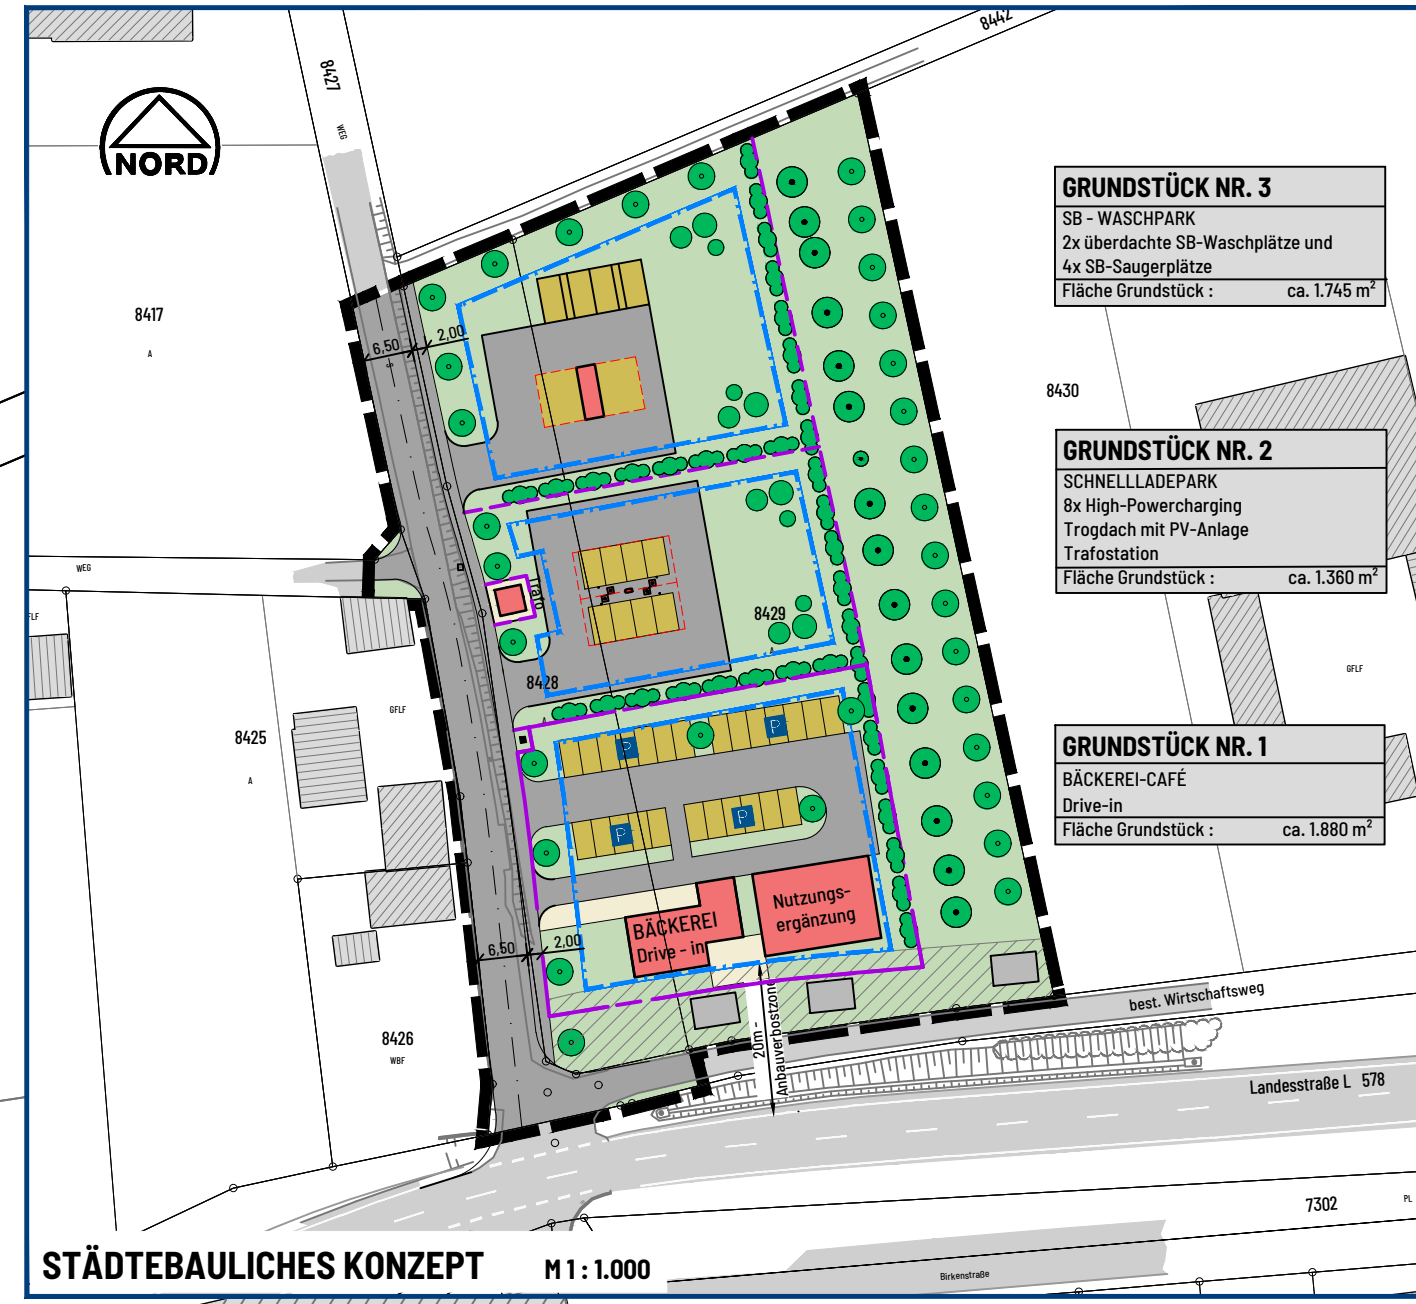 8442
8427
WEG
NORD
GRUNDSTÜCK NR. 3
SB - WASCHPARK
2x überdachte SB-Waschplätze und
4x SB-Saugerplätze
Fläche Grundstück : ca. 1.745 m²
8417
A
6,50
2,00
8430
GRUNDSTÜCK NR. 2
SCHNELLLADEPARK
8x High-Powercharging
Trogdach mit PV-Anlage
Trafostation
Fläche Grundstück : ca. 1.360 m²
WEG
8429
8428
GFLF
GFLF
8425
A
P
P
P
P
GRUNDSTÜCK NR. 1
BÄCKEREI-CAFÉ
Drive-in
Fläche Grundstück : ca. 1.880 m²
Nutzungs-
ergänzung
BÄCKEREI
Drive - in
6,50
2,00
20m -
Anbauverbostzone
best. Wirtschaftsweg
8426
WBF
Landesstraße L 578
7302
PL
Birkenstraße
STÄDTEBAULICHES KONZEPT M 1 : 1.000